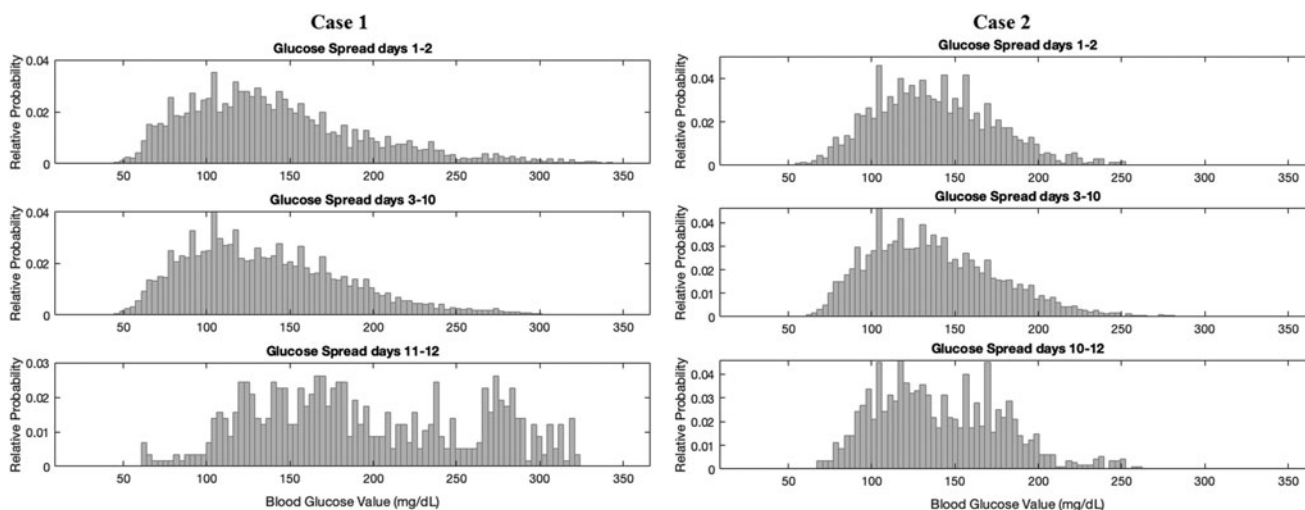 Case 1
Glucose Spread days 1-2
Relative Probability
0.04
0.02
0
50 100 150 200 250 300 350
Glucose Spread days 3-10
Relative Probability
0.04
0.02
0
50 100 150 200 250 300 350
Glucose Spread days 11-12
Relative Probability
0.03
0.02
0.01
0
50 100 150 200 250 300 350
Blood Glucose Value (mg/dL)
Case 2
Glucose Spread days 1-2
Relative Probability
0.04
0.02
0
50 100 150 200 250 300 350
Glucose Spread days 3-10
Relative Probability
0.04
0.03
0.02
0.01
0
50 100 150 200 250 300 350
Glucose Spread days 10-12
Relative Probability
0.04
0.03
0.02
0.01
0
50 100 150 200 250 300 350
Blood Glucose Value (mg/dL)